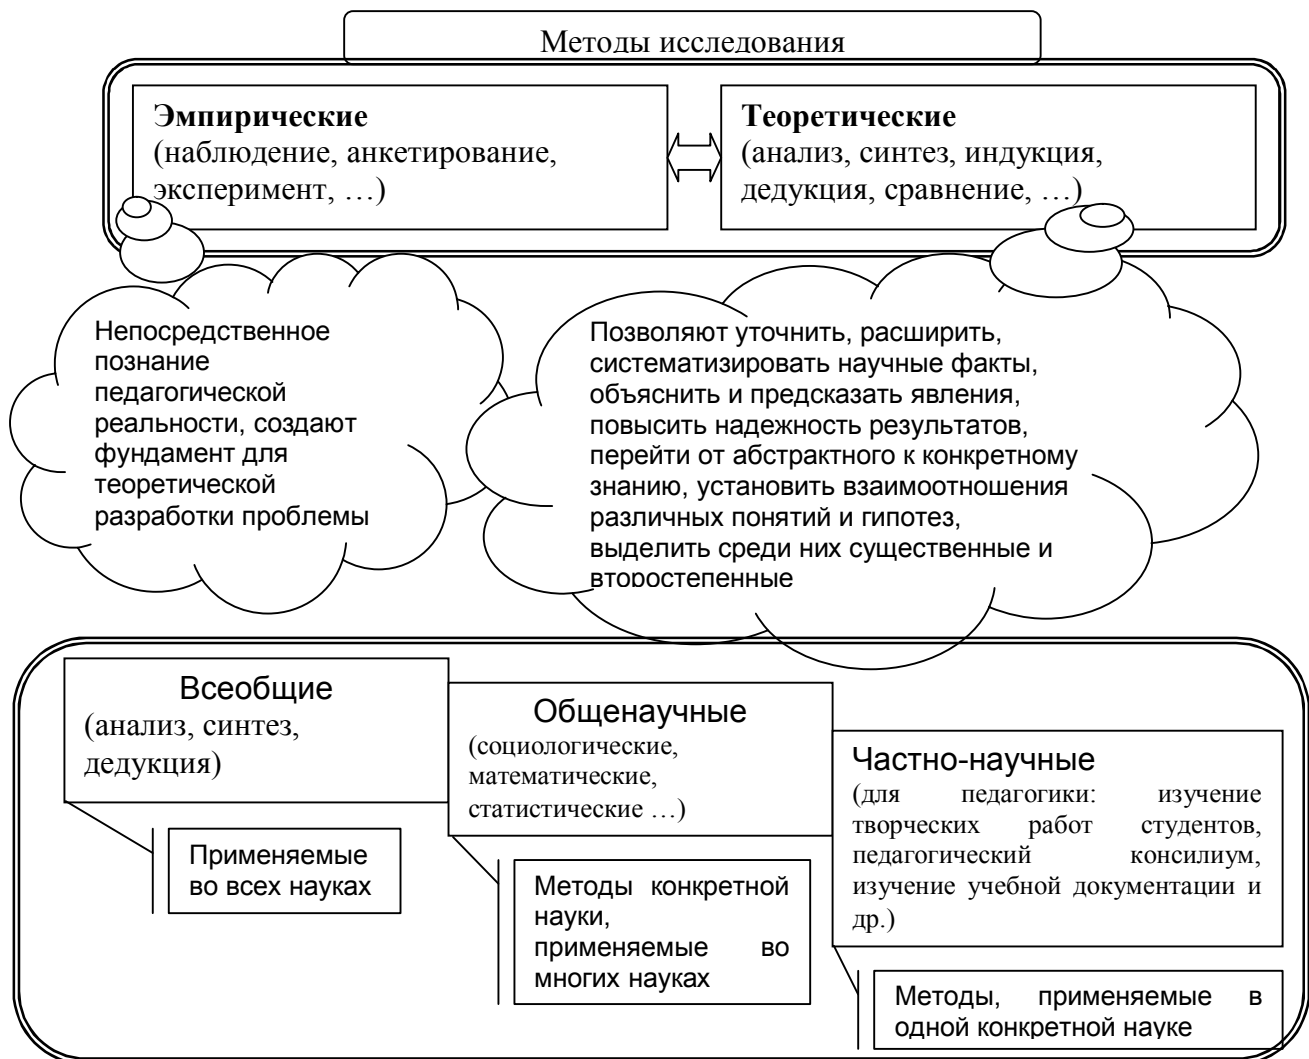 Методы исследования
Эмпирические
(наблюдение, анкетирование,
эксперимент, …)
Теоретические
(анализ, синтез, индукция,
дедукция, сравнение, …)
Непосредственное
познание
педагогической
реальности, создают
фундамент для
теоретической
разработки проблемы
Позволяют уточнить, расширить,
систематизировать научные факты,
объяснить и предсказать явления,
повысить надежность результатов,
перейти от абстрактного к конкретному
знанию, установить взаимоотношения
различных понятий и гипотез,
выделить среди них существенные и
второстепенные
Всеобщие
(анализ, синтез,
дедукция)
Применяемые
во всех науках
Общенаучные
(социологические,
математические,
статистические …)
Методы конкретной
науки,
применяемые во
многих науках
Частно-научные
(для педагогики: изучение
творческих работ студентов,
педагогический консилиум,
изучение учебной документации и
др.)
Методы, применяемые в
одной конкретной науке